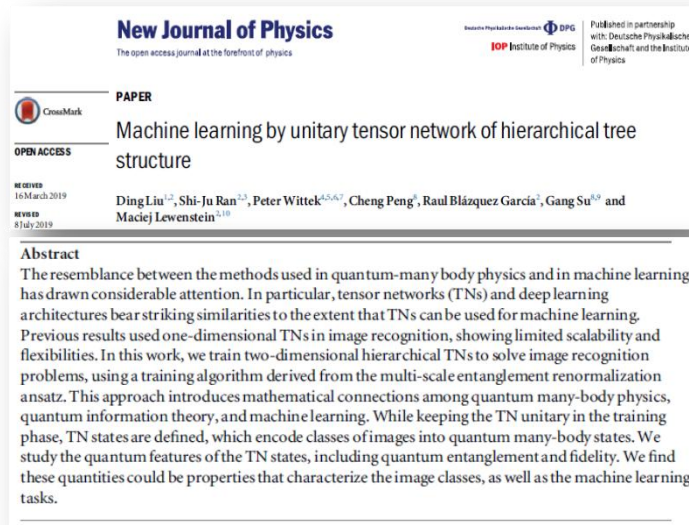 New Journal of Physics
The open access journal at the forefront of physics
Deutsche Physikalische Gesellschaft DPG
IOP Institute of Physics
Published in partnership
with: Deutsche Physikalische
Gesellschaft and the Institute
of Physics
CrossMark
OPEN ACCESS
RECEIVED
16 March 2019
REVISED
8 July 2019
PAPER
Machine learning by unitary tensor network of hierarchical tree
structure
Ding Liu1,2, Shi-Ju Ran2,3, Peter Wittek4,5,6,7, Cheng Peng8, Raul Blázquez García2, Gang Su8,9 and
Maciej Lewenstein2,10
Abstract
The resemblance between the methods used in quantum-many body physics and in machine learning
has drawn considerable attention. In particular, tensor networks (TNs) and deep learning
architectures bear striking similarities to the extent that TNs can be used for machine learning.
Previous results used one-dimensional TNs in image recognition, showing limited scalability and
flexibilities. In this work, we train two-dimensional hierarchical TNs to solve image recognition
problems, using a training algorithm derived from the multi-scale entanglement renormalization
ansatz. This approach introduces mathematical connections among quantum many-body physics,
quantum information theory, and machine learning. While keeping the TN unitary in the training
phase, TN states are defined, which encode classes of images into quantum many-body states. We
study the quantum features of the TN states, including quantum entanglement and fidelity. We find
these quantities could be properties that characterize the image classes, as well as the machine learning
tasks.